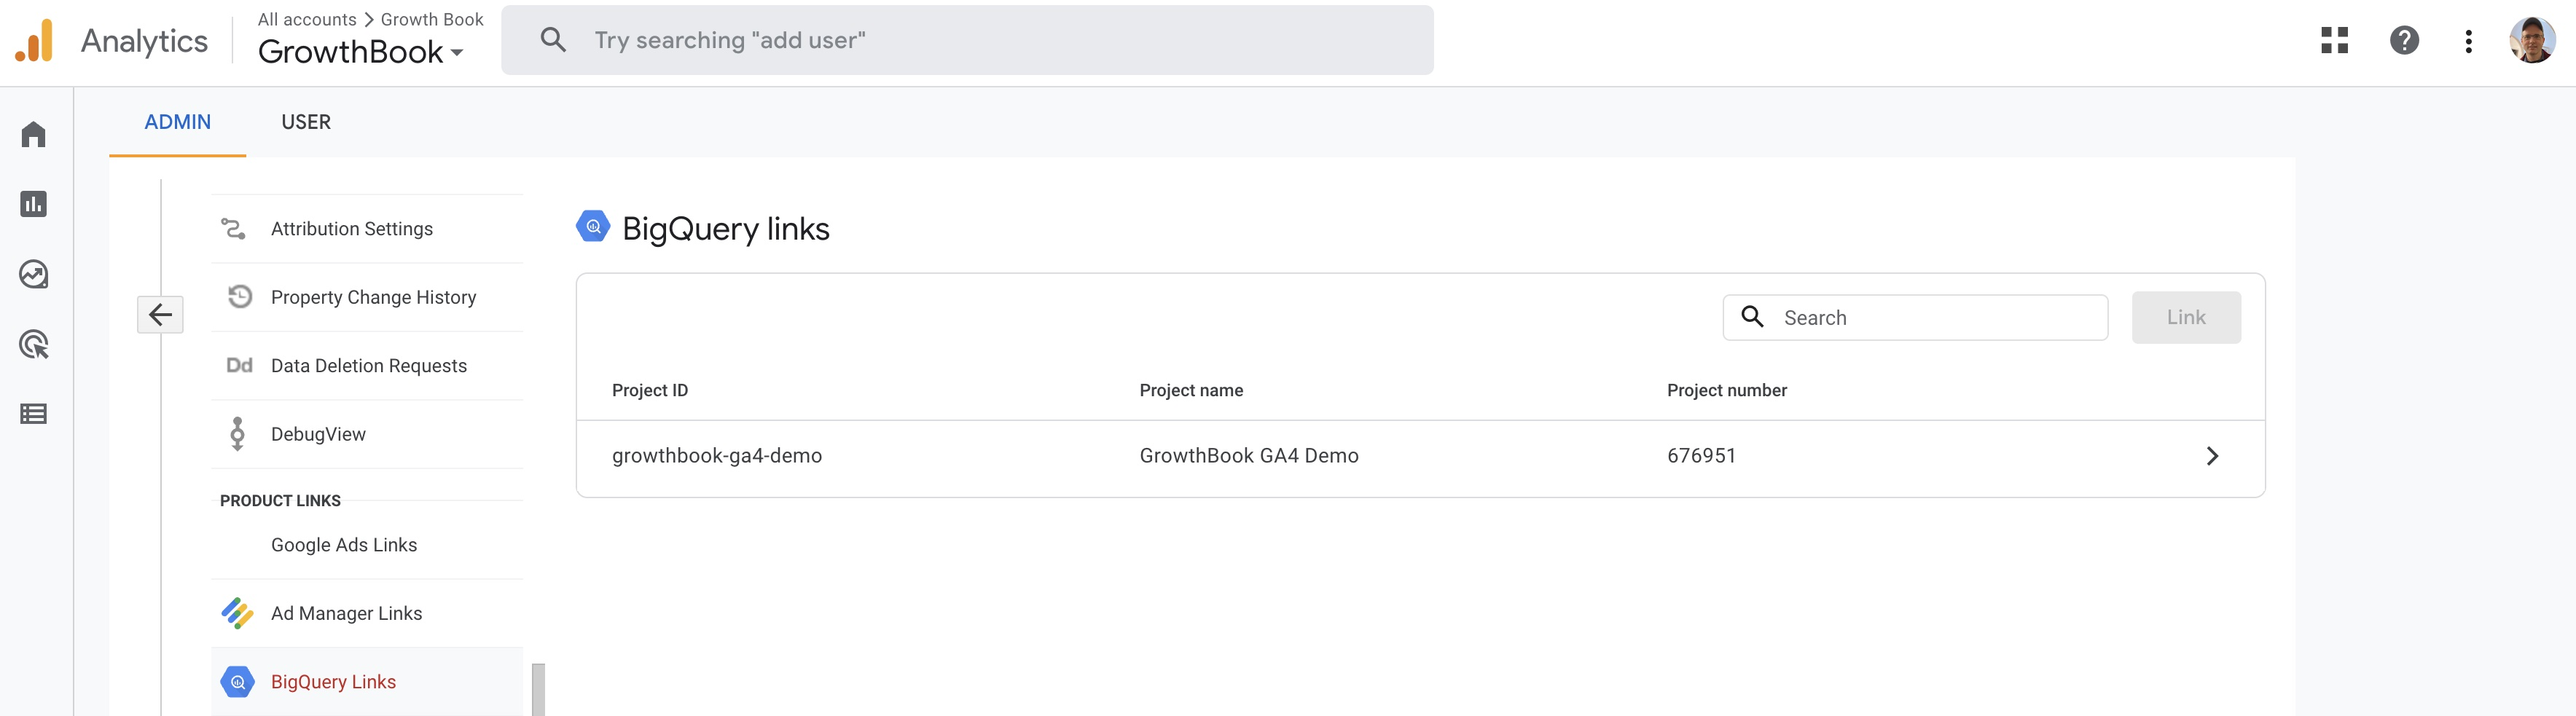 Analytics
All accounts > Growth Book
GrowthBook
Try searching "add user"
ADMIN
USER
Attribution Settings
Property Change History
Dd Data Deletion Requests
DebugView
PRODUCT LINKS
Google Ads Links
Ad Manager Links
BigQuery Links
BigQuery links
Search
Link
Project ID Project name Project number
growthbook-ga4-demo GrowthBook GA4 Demo 676951